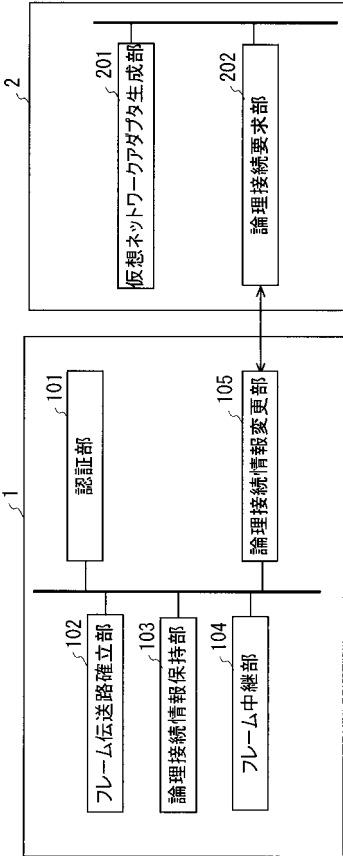 1
認証部
101
フレーム伝送路確立部
102
論理接続情報保持部
103
フレーム中継部
104
論理接続情報変更部
105
2
仮想ネットワークアダプタ生成部
201
論理接続要求部
202